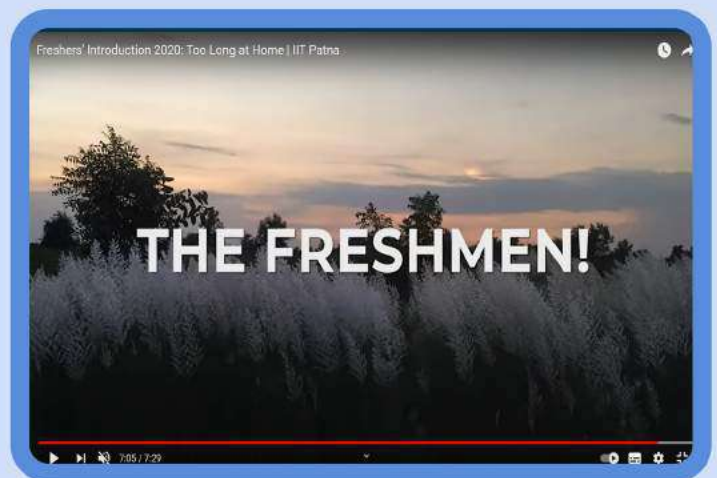 Freshers' Introduction 2020: Too Long at Home | IIT Patna
THE FRESHMEN!
7:05 / 7:29